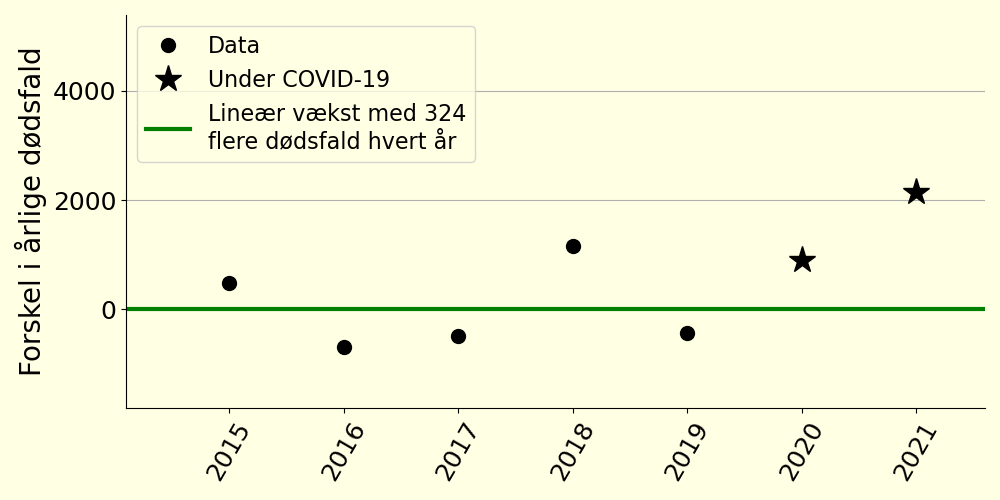 Forskel i årlige dødsfald
4000
2000
0
Data
Under COVID-19
Lineær vækst med 324
flere dødsfald hvert år
2015
2016
2017
2018
2019
2020
2021